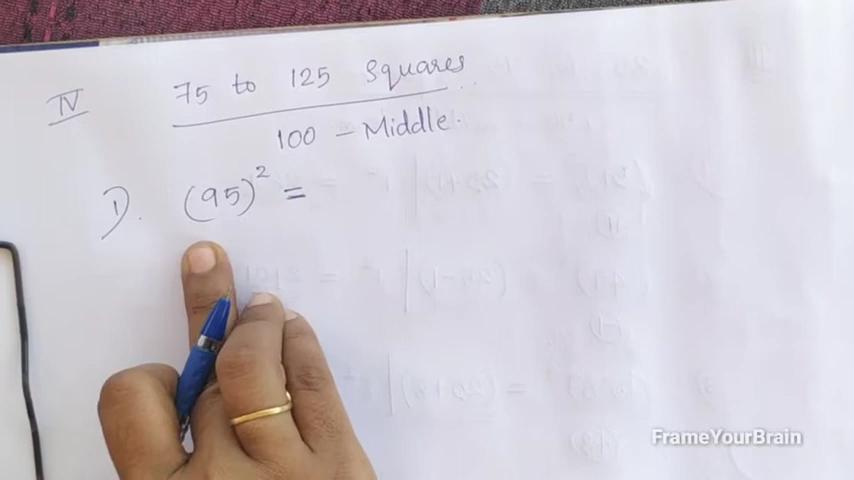 IV 75 to 125 Squares
100 - Middle.
1). (95)² =
FrameYourBrain